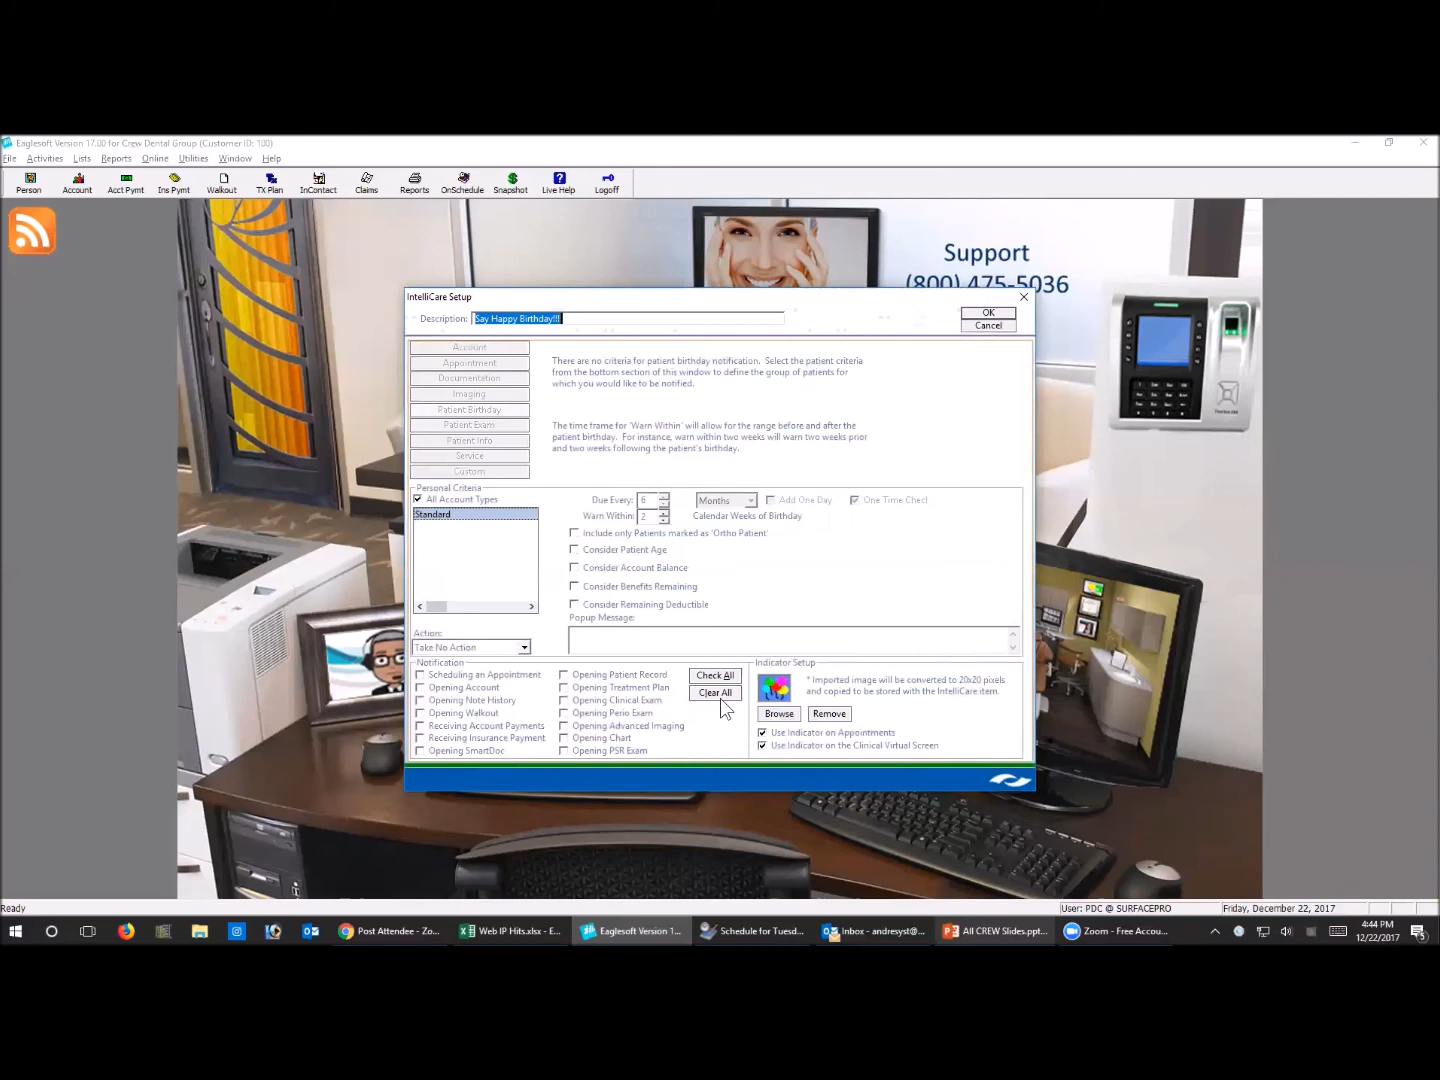 Eaglesoft Version 17.00 for Crew Dental Group (Customer ID: 100)
File Activities Lists Reports Online Utilities Window Help
Person Account Acct Pymt Ins Pymt Walkout TX Plan InContact Claims Reports OnSchedule Snapshot Live Help Logoff
Support
(800) 475-5036
IntelliCare Setup
Description: Say Happy Birthday!!!
OK
Cancel
Account
Appointment
Documentation
Imaging
Patient Birthday
Patient Exam
Patient Info
Service
Custom
There are no criteria for patient birthday notification. Select the patient criteria
from the bottom section of this window to define the group of patients for
which you would like to be notified.
The time frame for 'Warn Within' will allow for the range before and after the
patient birthday. For instance, warn within two weeks will warn two weeks prior
and two weeks following the patient's birthday.
Personal Criteria
All Account Types
Standard
Due Every: 6 Months Add One Day One Time Check
Warn Within: 2 Calendar Weeks of Birthday
Include only Patients marked as 'Ortho Patient'
Consider Patient Age
Consider Account Balance
Consider Benefits Remaining
Consider Remaining Deductible
Popup Message:
Action:
Take No Action
Notification
Scheduling an Appointment
Opening Account
Opening Note History
Opening Walkout
Receiving Account Payments
Receiving Insurance Payment
Opening SmartDoc
Opening Patient Record
Opening Treatment Plan
Opening Clinical Exam
Opening Perio Exam
Opening Advanced Imaging
Opening Chart
Opening PSR Exam
Check All
Clear All
Indicator Setup
* Imported image will be converted to 20x20 pixels
and copied to be stored with the IntelliCare item.
Browse Remove
Use Indicator on Appointments
Use Indicator on the Clinical Virtual Screen
Ready
User: PDC @ SURFACEPRO
Friday, December 22, 2017
Post Attendee - Zo...
Web IP Hits.xlsx - E...
Eaglesoft Version 1...
Schedule for Tuesd...
Inbox - andresyst@...
All CREW Slides.ppt...
Zoom - Free Accou...
4:44 PM
12/22/2017
5